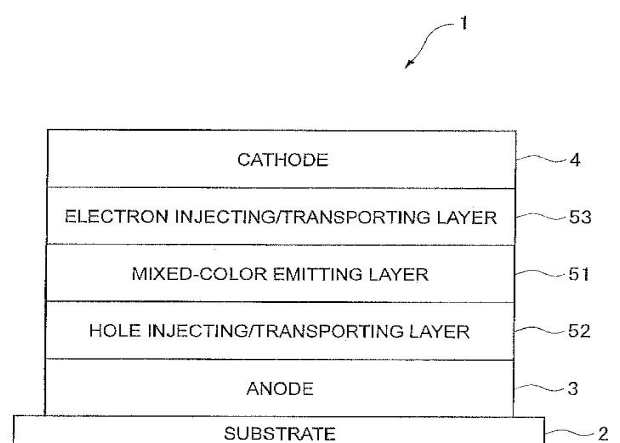 1
CATHODE 4
ELECTRON INJECTING/TRANSPORTING LAYER 53
MIXED-COLOR EMITTING LAYER 51
HOLE INJECTING/TRANSPORTING LAYER 52
ANODE 3
SUBSTRATE 2